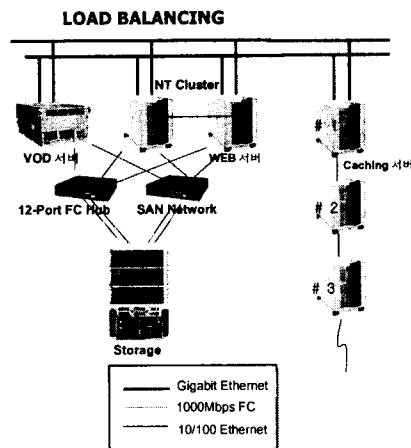 LOAD BALANCING
NT Cluster
VOD 서버
WEB 서버
# 1
Caching 서버
12-Port FC Hub
SAN Network
# 2
# 3
Storage
Gigabit Ethernet
1000Mbps FC
10/100 Ethernet